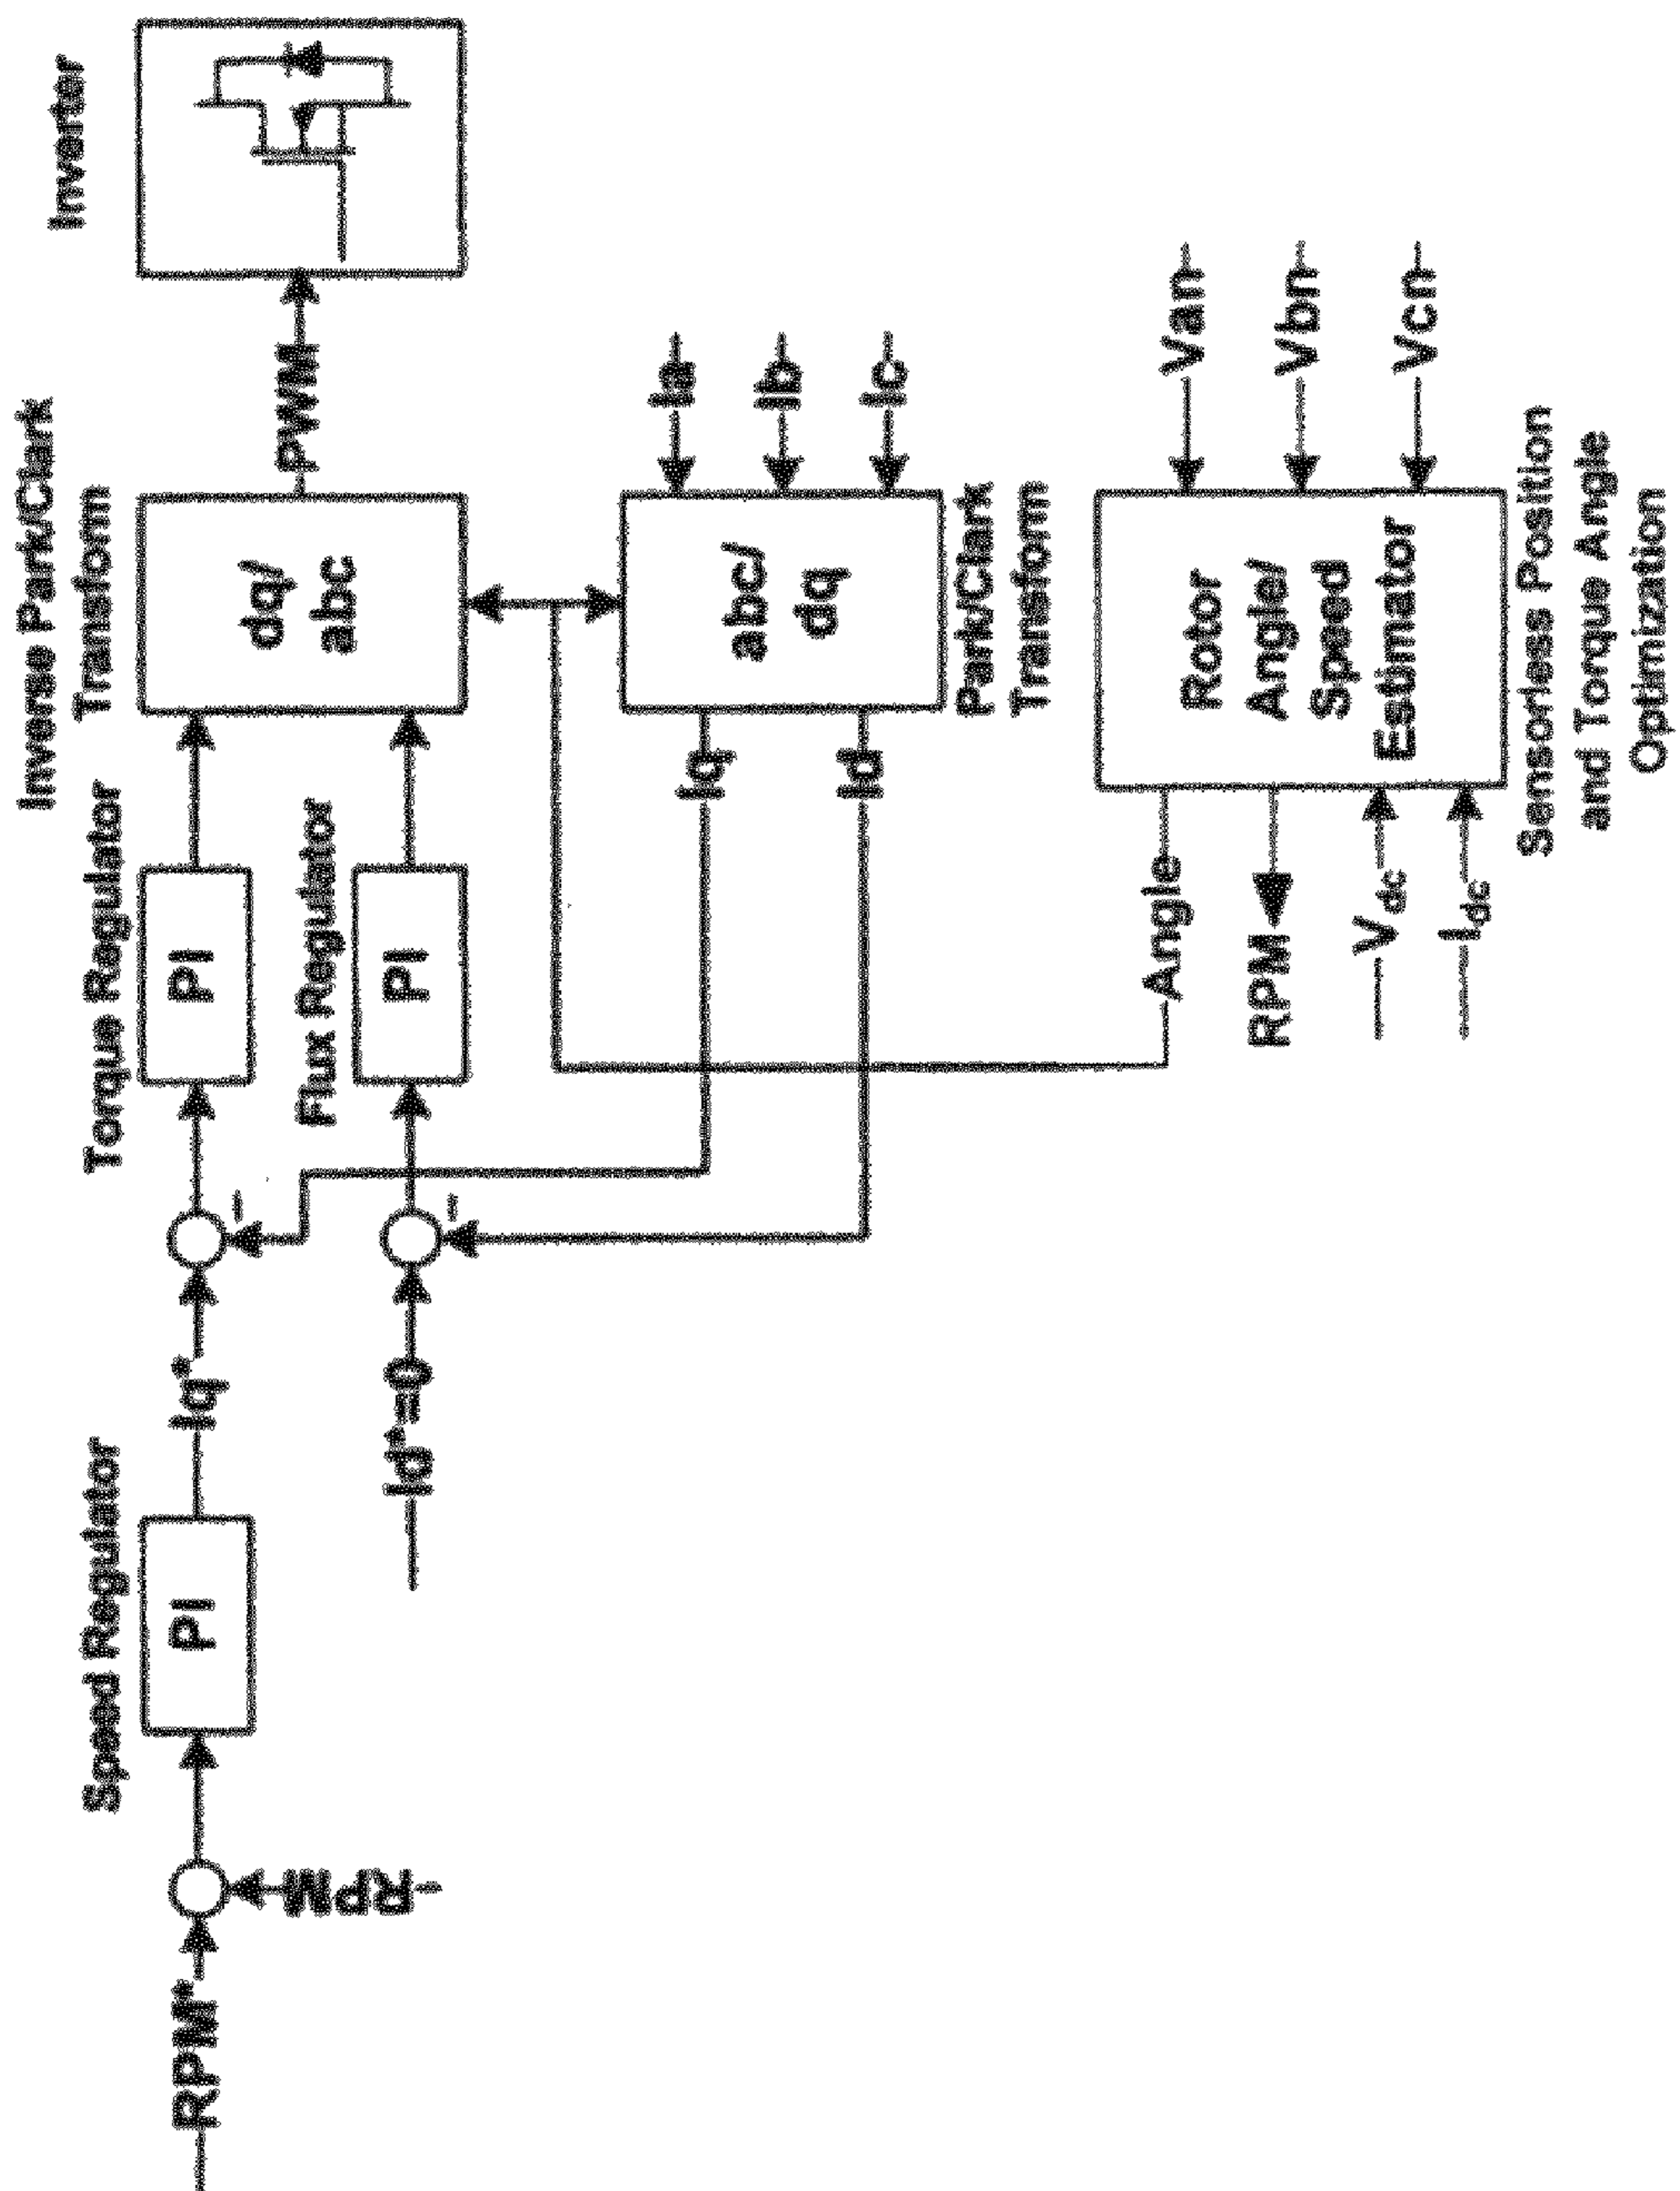 Speed Regulator
Torque Regulator
Inverse Park/Clark
Transform
Inverter
RPM*
RPM
PI
Iq*
PI
dq/
abc
PWM
Flux Regulator
Id*=0
PI
Iq
Id
abc/
dq
Ia
Ib
Ic
Park/Clark
Transform
Angle
RPM
Vdc
Idc
Rotor
Angle/
Speed
Estimator
Van
Vbn
Vcn
Sensorless Position
and Torque Angle
Optimization